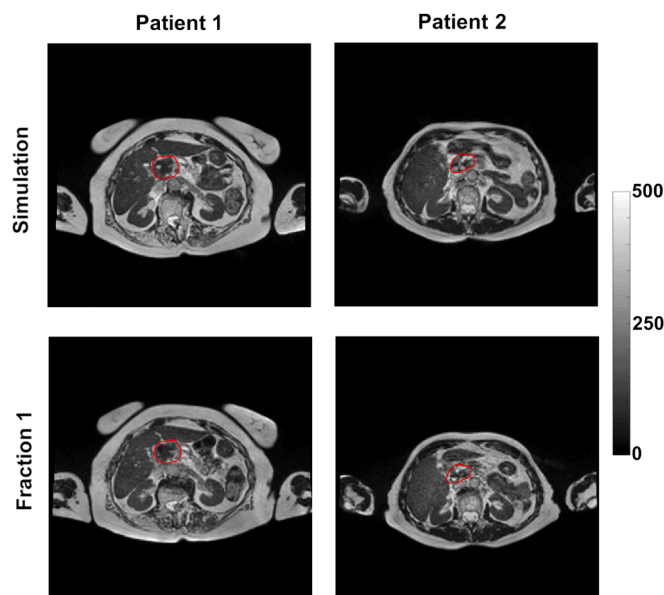 Patient 1
Patient 2
Simulation
Fraction 1
500
250
0